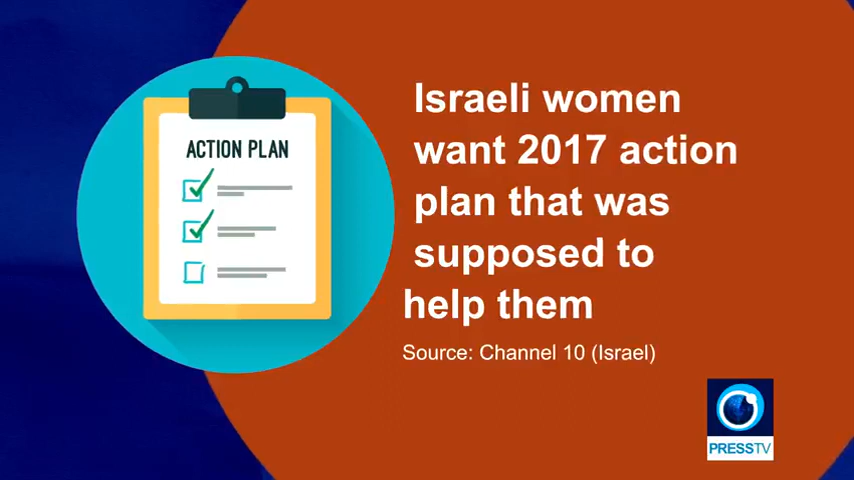 ACTION PLAN
Israeli women
want 2017 action
plan that was
supposed to
help them
Source: Channel 10 (Israel)
PRESSTV